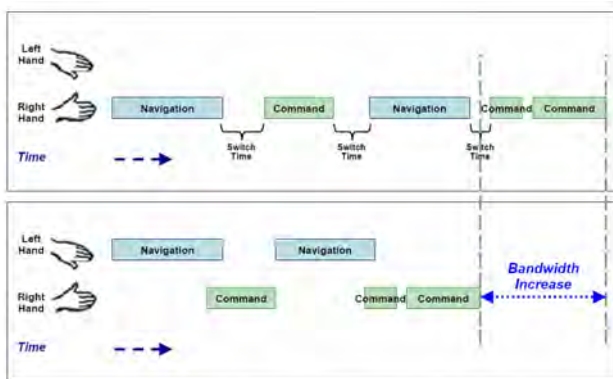 Left
Hand
Right
Hand
Navigation
Command
Navigation
Command
Command
Switch
Time
Switch
Time
Switch
Time
Time
Left
Hand
Navigation
Navigation
Right
Hand
Command
Command
Command
Bandwidth
Increase
Time